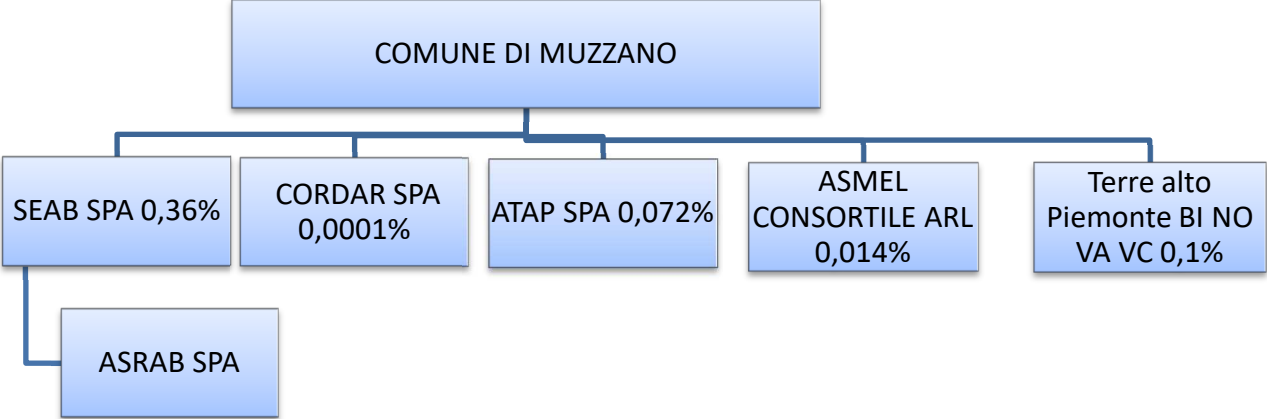 COMUNE DI MUZZANO
SEAB SPA 0,36%
CORDAR SPA
0,0001%
ATAP SPA 0,072%
ASMEL
CONSORTILE ARL
0,014%
Terre alto
Piemonte BI NO
VA VC 0,1%
ASRAB SPA